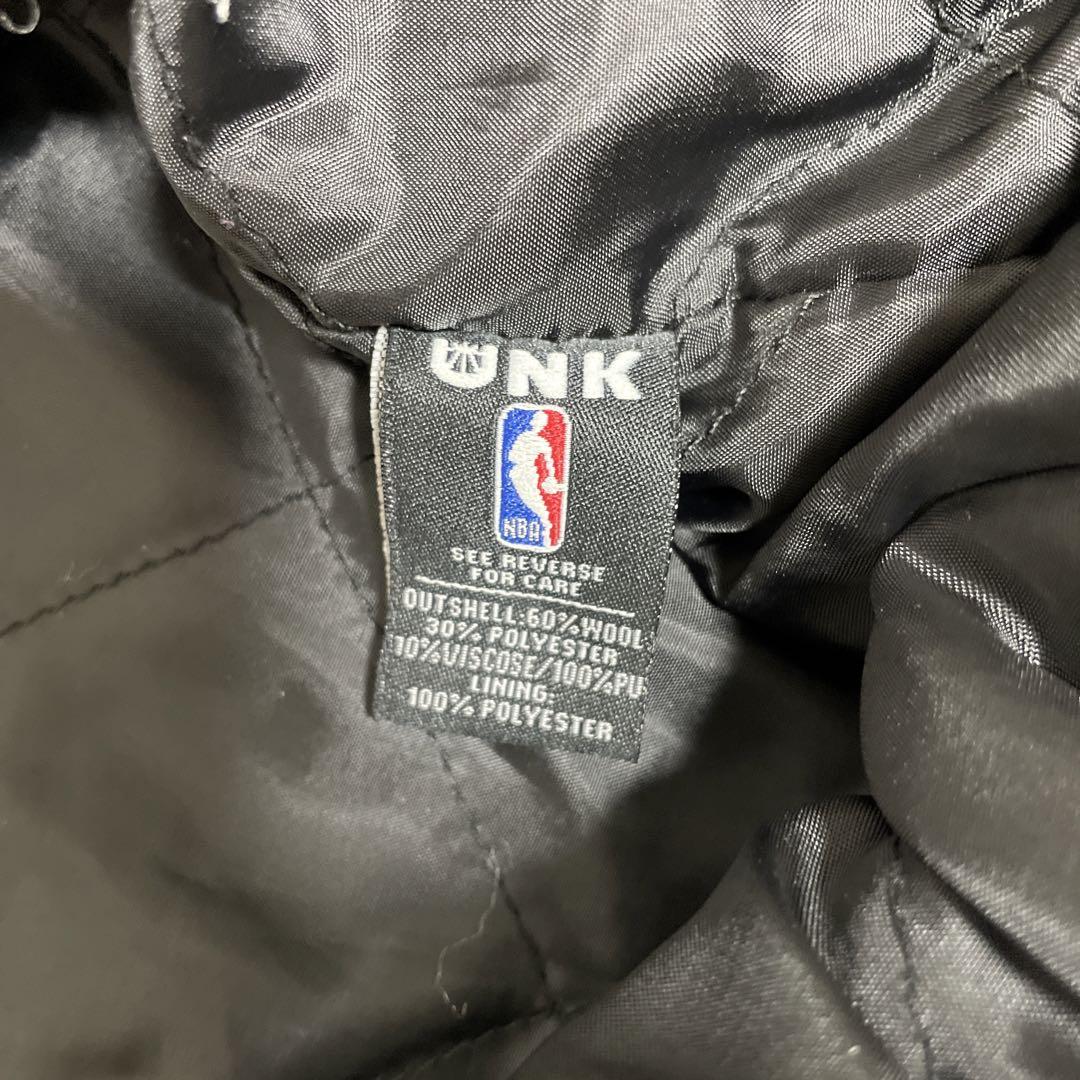 UNK
NBA
SEE REVERSE
FOR CARE
OUTSHELL:60% WOOL
30% POLYESTER
10%VISCOSE/100%PU
LINING,
100% POLYESTER